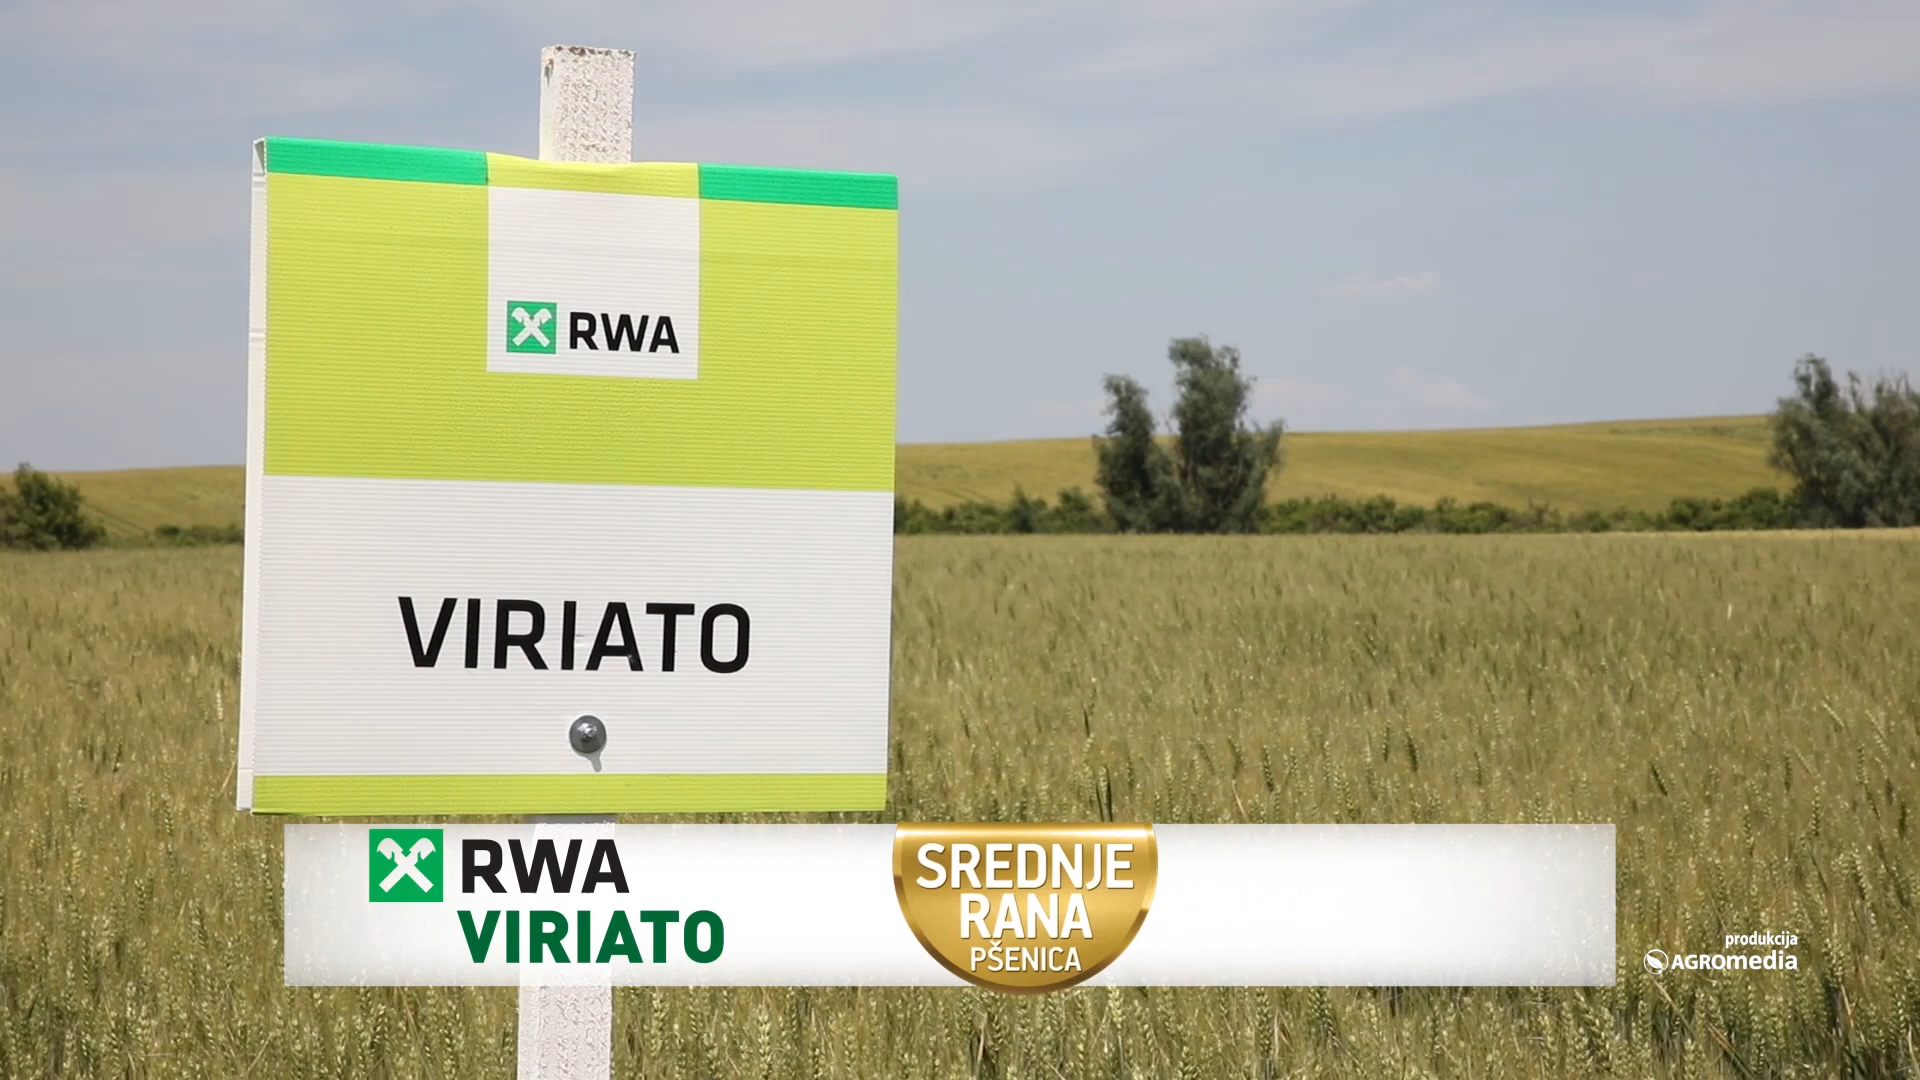 RWA
VIRIATO
RWA
VIRIATO
SREDNJE
RANA
PŠENICA
produkcija
AGROmedia